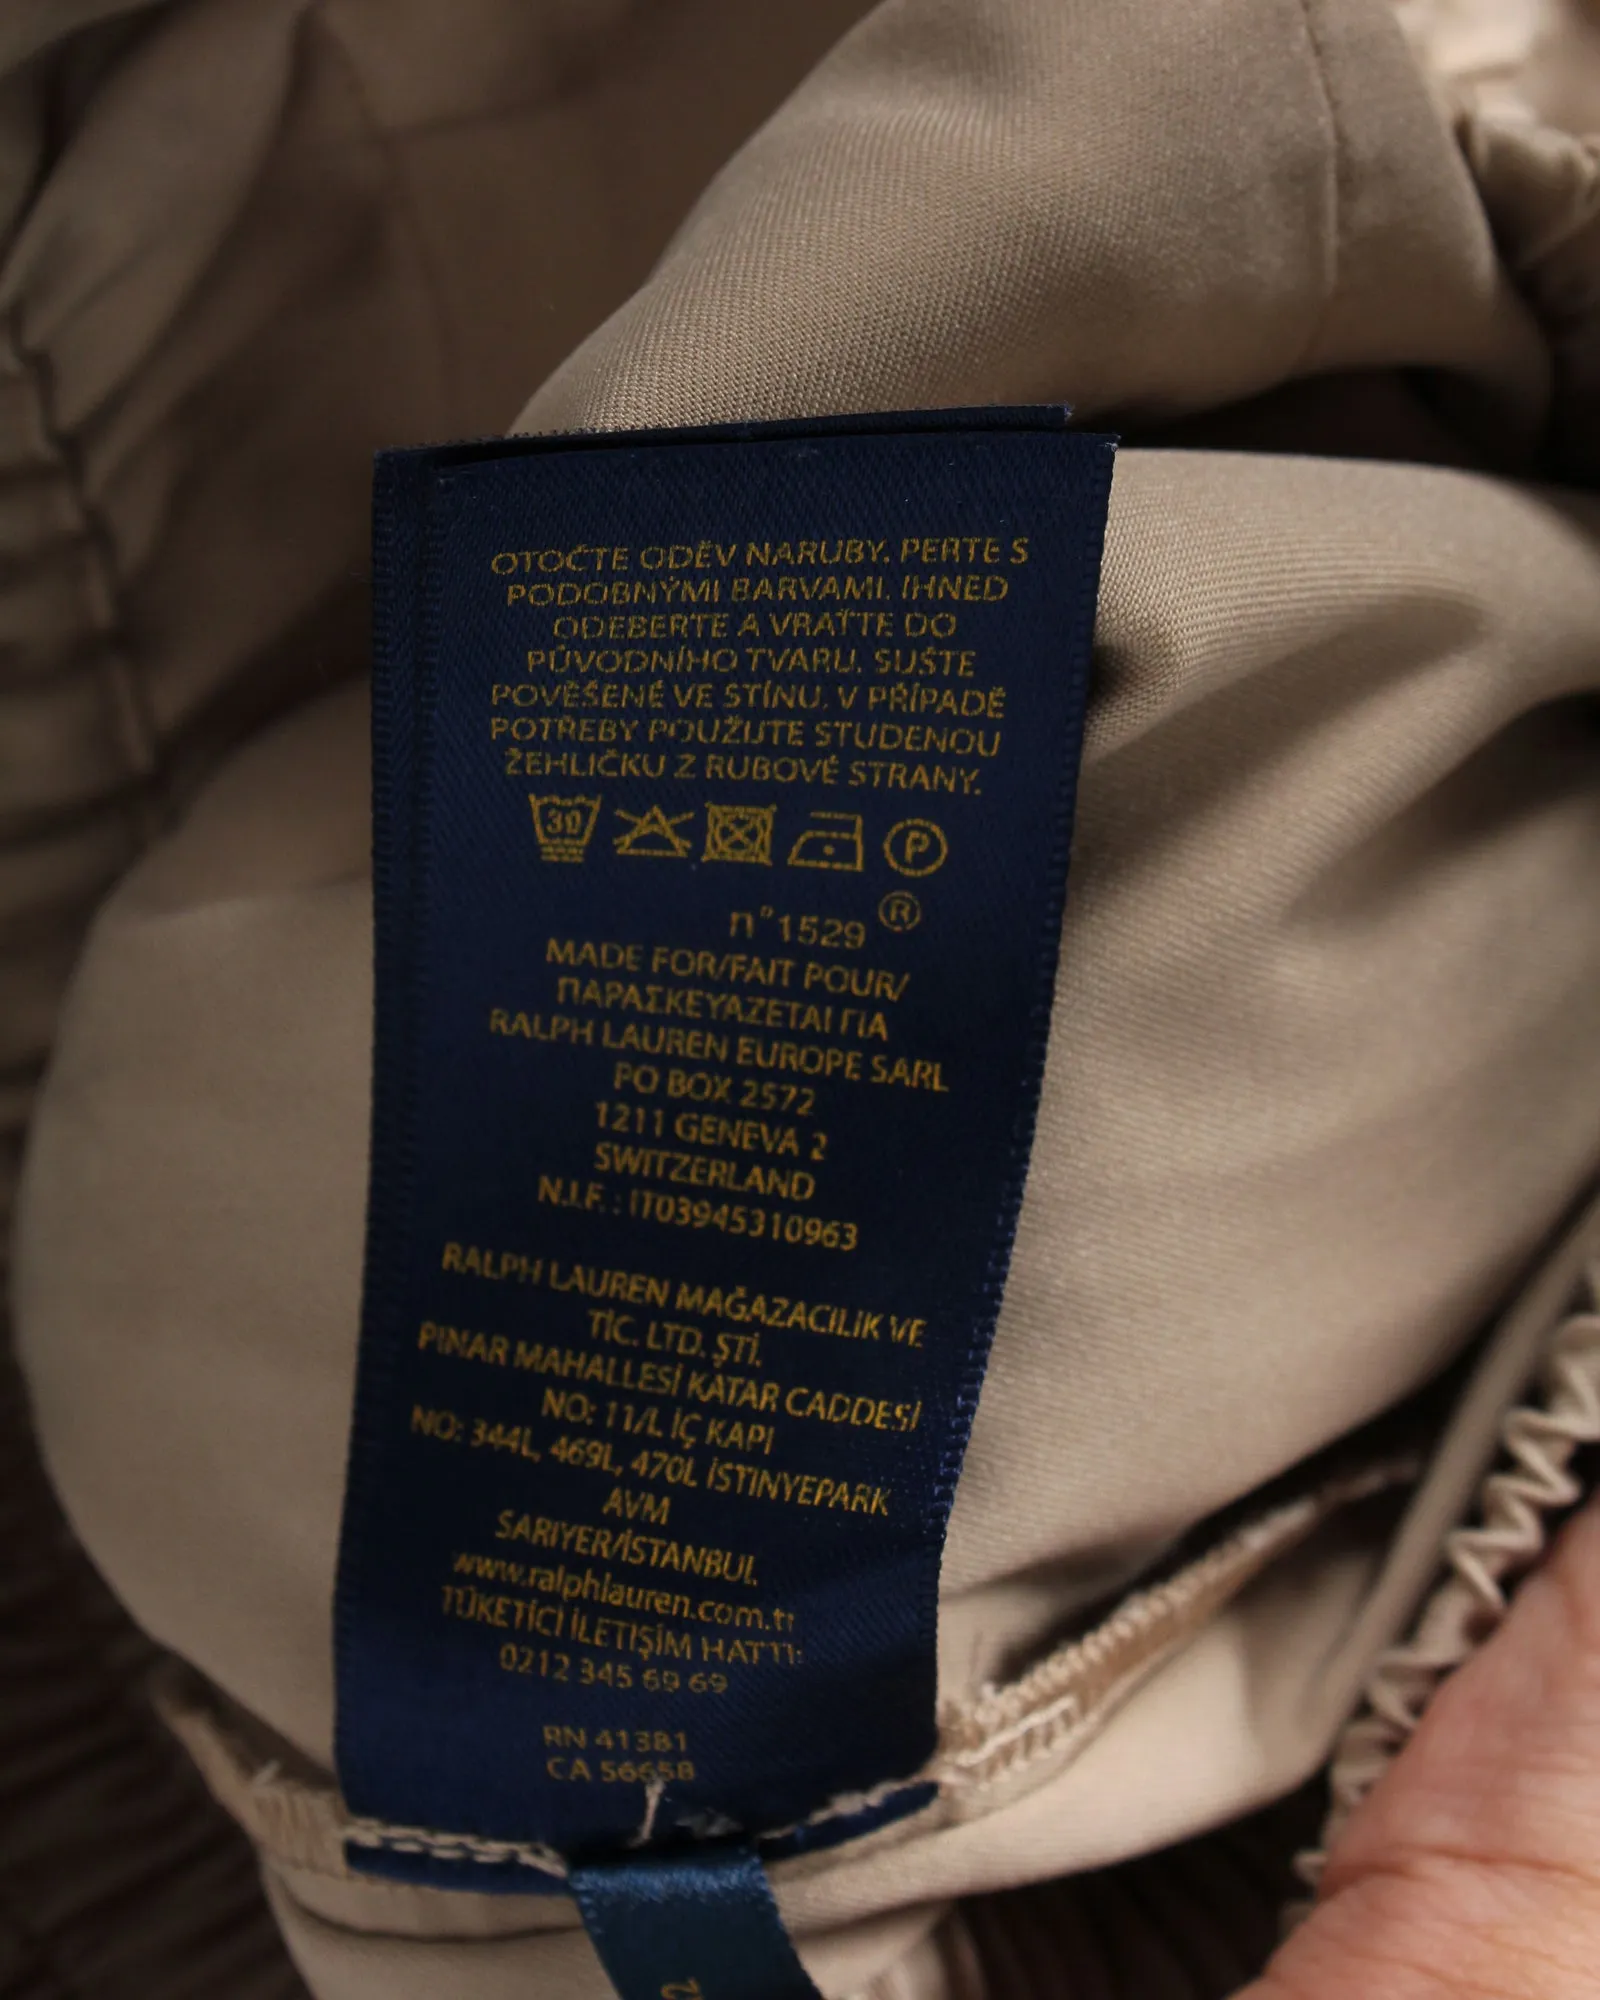 OTOČTE ODĚV NARUBY. PERTE S
PODOBNÝMI BARVAMI. IHNED
ODEBERTE A VRAŤTE DO
PŮVODNÍHO TVARU. SUŠTE
POVĚŠENÉ VE STÍNU. V PŘÍPADĚ
POTŘEBY POUŽIJTE STUDENOU
ŽEHLIČKU Z RUBOVÉ STRANY.
30 P
n°1529 ®
MADE FOR/FAIT POUR/
ΠΑΡΑΣΚΕΥΑΖΕΤΑΙ ΓΙΑ
RALPH LAUREN EUROPE SARL
PO BOX 2572
1211 GENEVA 2
SWITZERLAND
N.I.F. : IT03945310963
RALPH LAUREN MAĞAZACILIK VE
TİC. LTD. ŞTİ.
PINAR MAHALLESİ KATAR CADDESİ
NO: 11/L İÇ KAPI
NO: 344L, 469L, 470L İSTINYEPARK
AVM
SARIYER/İSTANBUL
www.ralphlauren.com.tr
TÜKETİCİ İLETİŞİM HATTI:
0212 345 69 69
RN 41381
CA 56658